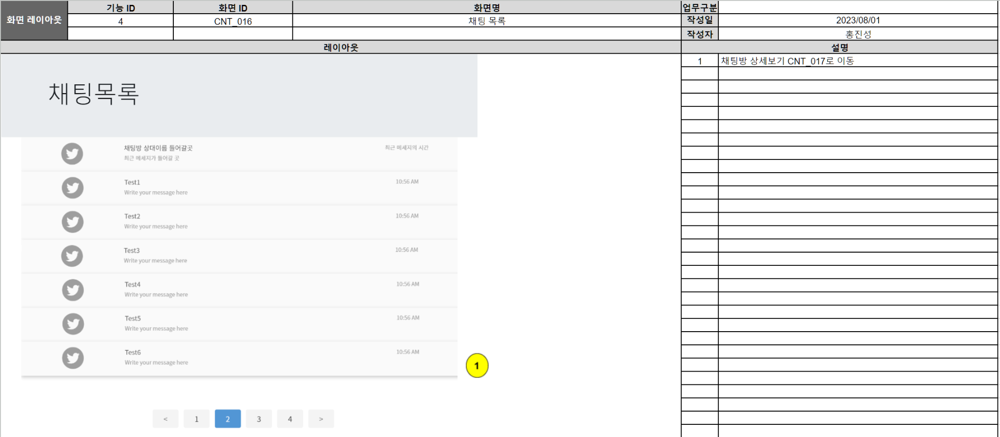 화면 레이아웃
기능 ID
화면 ID
화면명
업무구분
4
CNT_016
채팅 목록
작성일
2023/08/01
작성자
홍진성
레이아웃
설명
1
채팅방 상세보기 CNT_017로 이동
채팅목록
채팅방 상대이름 들어갈곳
최근 메세지의 시간
최근 메세지가 들어갈 곳
Test1
10:56 AM
Write your message here
Test2
10:56 AM
Write your message here
Test3
10:56 AM
Write your message here
Test4
10:56 AM
Write your message here
Test5
10:56 AM
Write your message here
Test6
10:56 AM
Write your message here
1
< 1 2 3 4 >